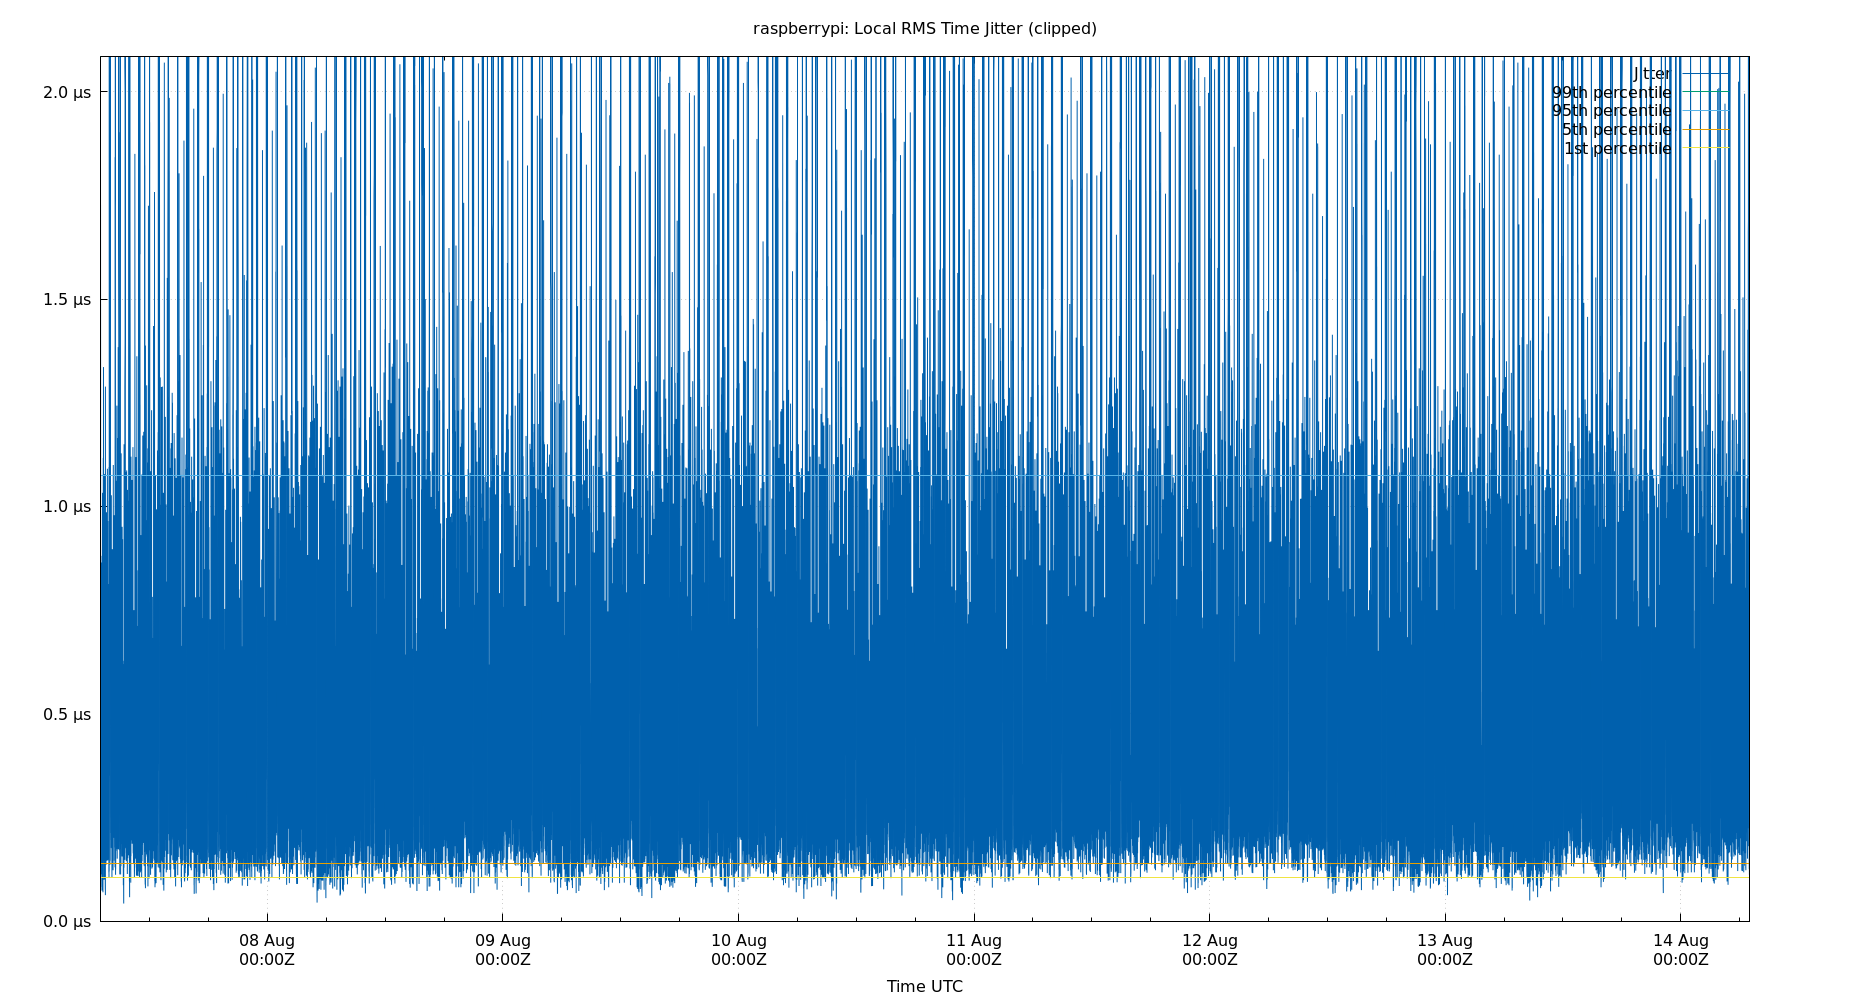 raspberrypi: Local RMS Time Jitter (clipped)
Jitter
99th percentile
95th percentile
5th percentile
1st percentile
2.0 µs
1.5 µs
1.0 µs
0.5 µs
0.0 µs
08 Aug 09 Aug 10 Aug 11 Aug 12 Aug 13 Aug 14 Aug
00:00Z 00:00Z 00:00Z 00:00Z 00:00Z 00:00Z 00:00Z
Time UTC